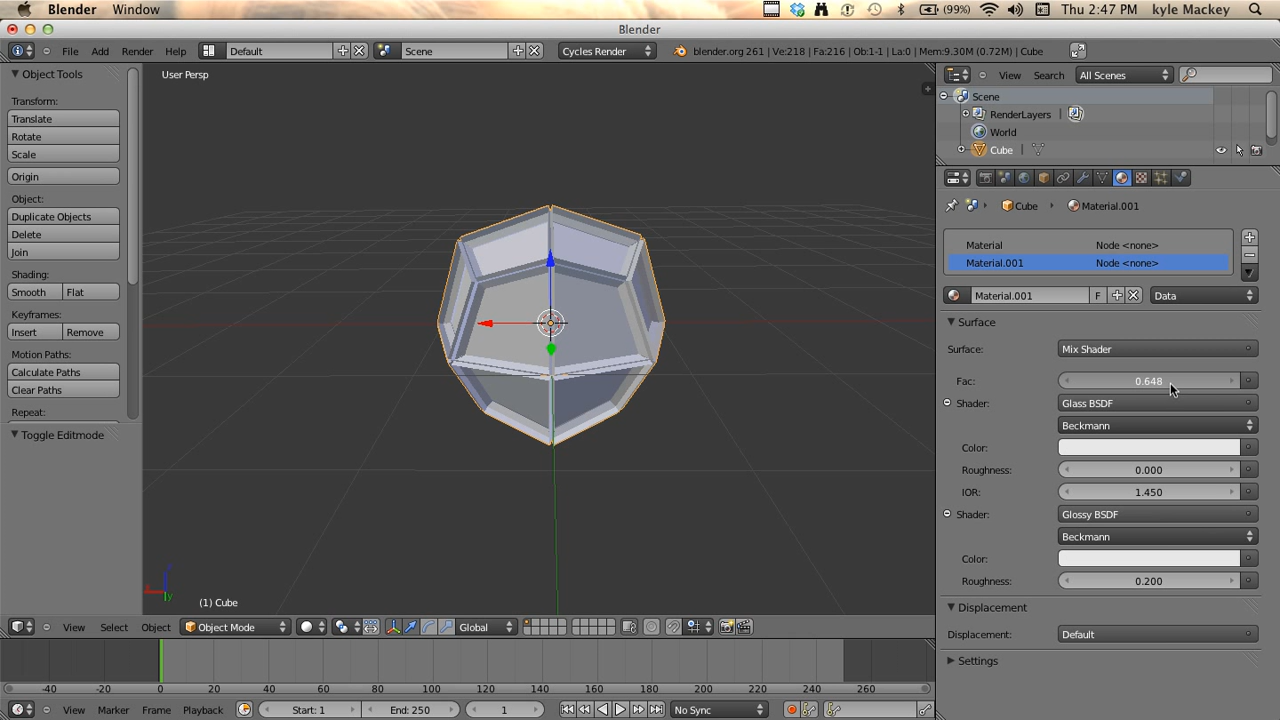 Blender Window (99%) Thu 2:47 PM kyle Mackey
Blender
File Add Render Help Default Scene Cycles Render blender.org 261 | Ve:218 | Fa:216 | Ob:1-1 | La:0 | Mem:9.30M (0.72M) | Cube
Object Tools
Transform:
Translate
Rotate
Scale
Origin
Object:
Duplicate Objects
Delete
Join
Shading:
Smooth Flat
Keyframes:
Insert Remove
Motion Paths:
Calculate Paths
Clear Paths
Repeat:
Toggle Editmode
User Persp
(1) Cube
View Select Object Object Mode Global
-40 -20 0 20 40 60 80 100 120 140 160 180 200 220 240 260
View Marker Frame Playback Start: 1 End: 250 1 No Sync
View Search All Scenes
Scene
RenderLayers |
World
Cube |
Cube Material.001
Material Node <none>
Material.001 Node <none>
Material.001 F Data
Surface
Surface: Mix Shader
Fac: 0.648
Shader: Glass BSDF
Beckmann
Color:
Roughness: 0.000
IOR: 1.450
Shader: Glossy BSDF
Beckmann
Color:
Roughness: 0.200
Displacement
Displacement: Default
Settings